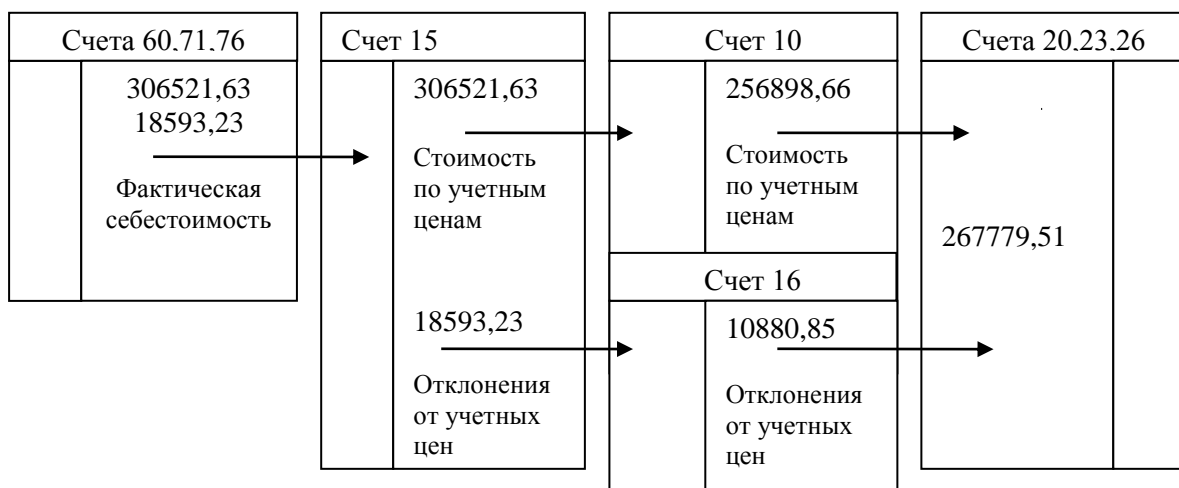 Счета 60,71,76
306521,63
18593,23
Фактическая
себестоимость
Счет 15
306521,63
Стоимость
по учетным
ценам
18593,23
Отклонения
от учетных
цен
Счет 10
256898,66
Стоимость
по учетным
ценам
Счет 16
10880,85
Отклонения
от учетных
цен
Счета 20,23,26
267779,51